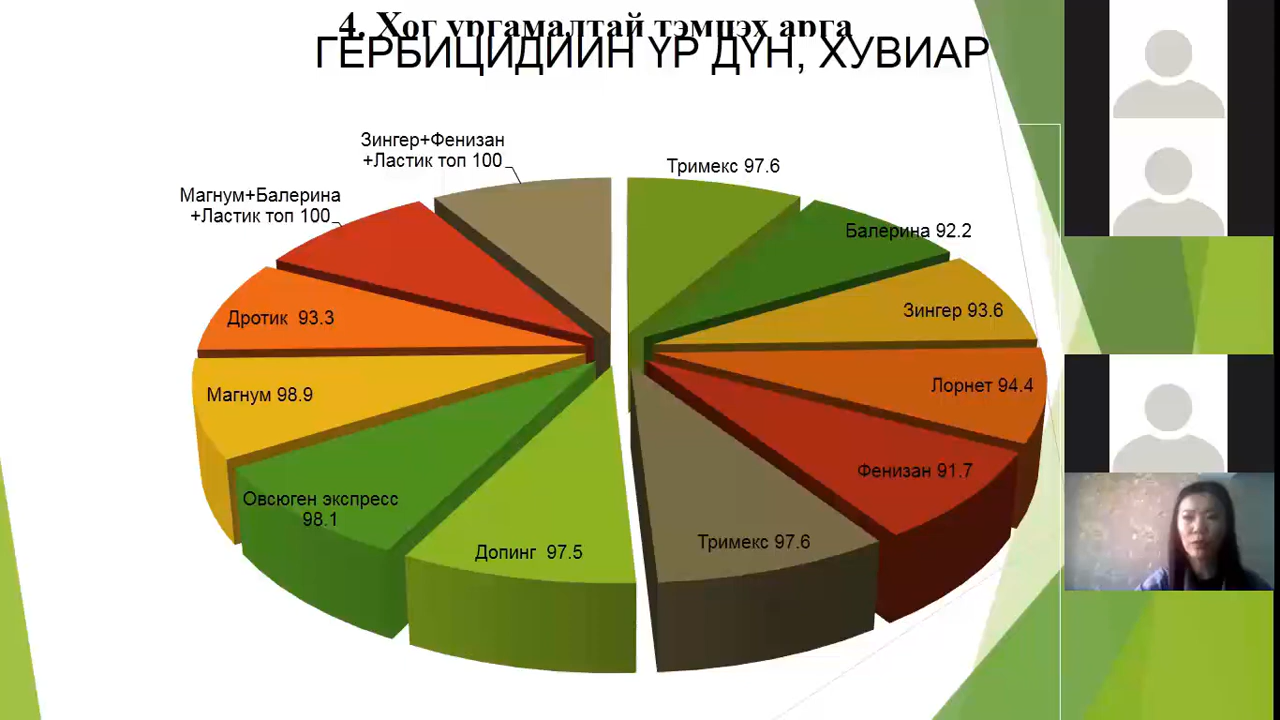 4. Хог ургамалтай тэмцэх арга
ГЕРБИЦИДИЙН ҮР ДҮН, ХУВИАР
Зингер+Фенизан
+Ластик топ 100
Тримекс 97.6
Магнум+Балерина
+Ластик топ 100
Балерина 92.2
Зингер 93.6
Дротик  93.3
Лорнет 94.4
Магнум 98.9
Фенизан 91.7
Овсюген экспресс
98.1
Тримекс 97.6
Допинг  97.5